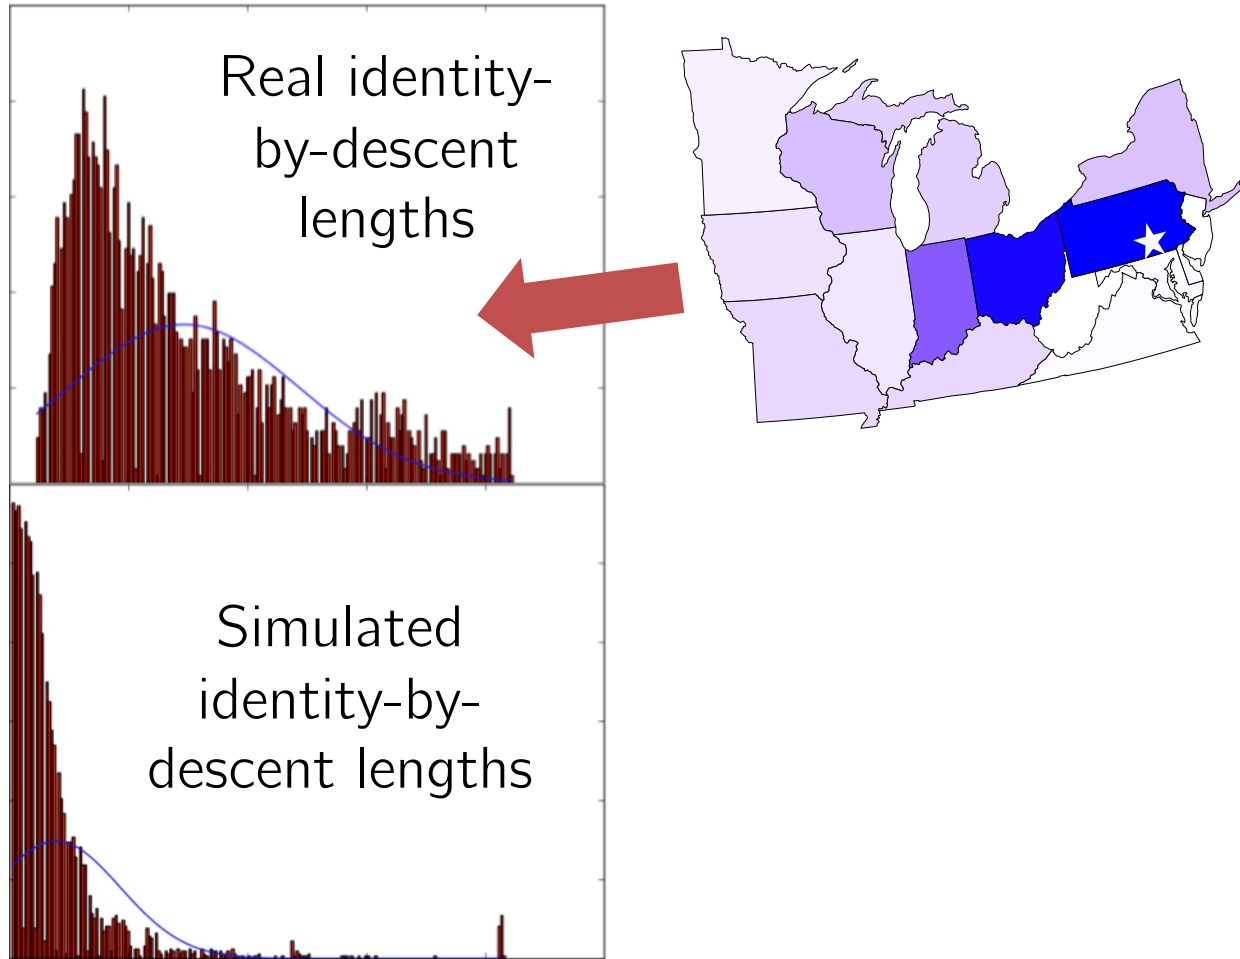 Real identity-
by-descent
lengths
Simulated
identity-by-
descent lengths